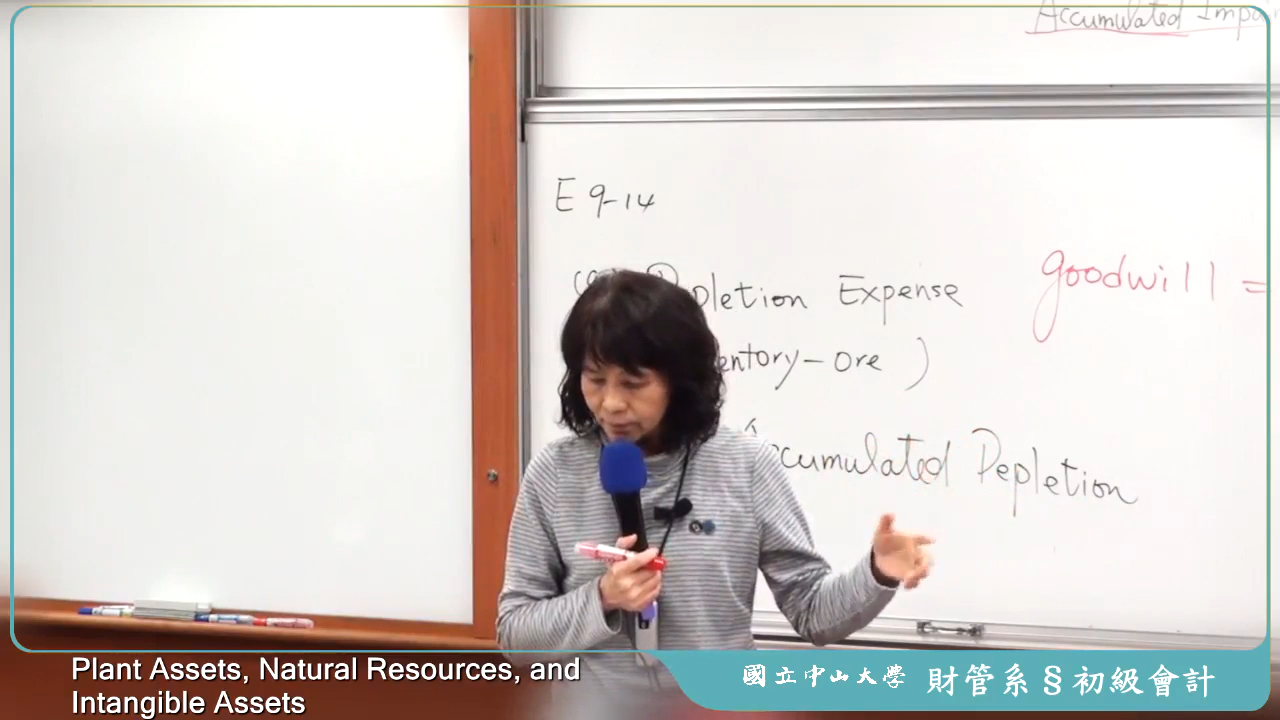 Accumulated Impair
E 9-14
pletion Expense
entory - ore )
goodwill =
ccumulated Depletion
Plant Assets, Natural Resources, and
Intangible Assets
國立中山大學 財管系§初級會計